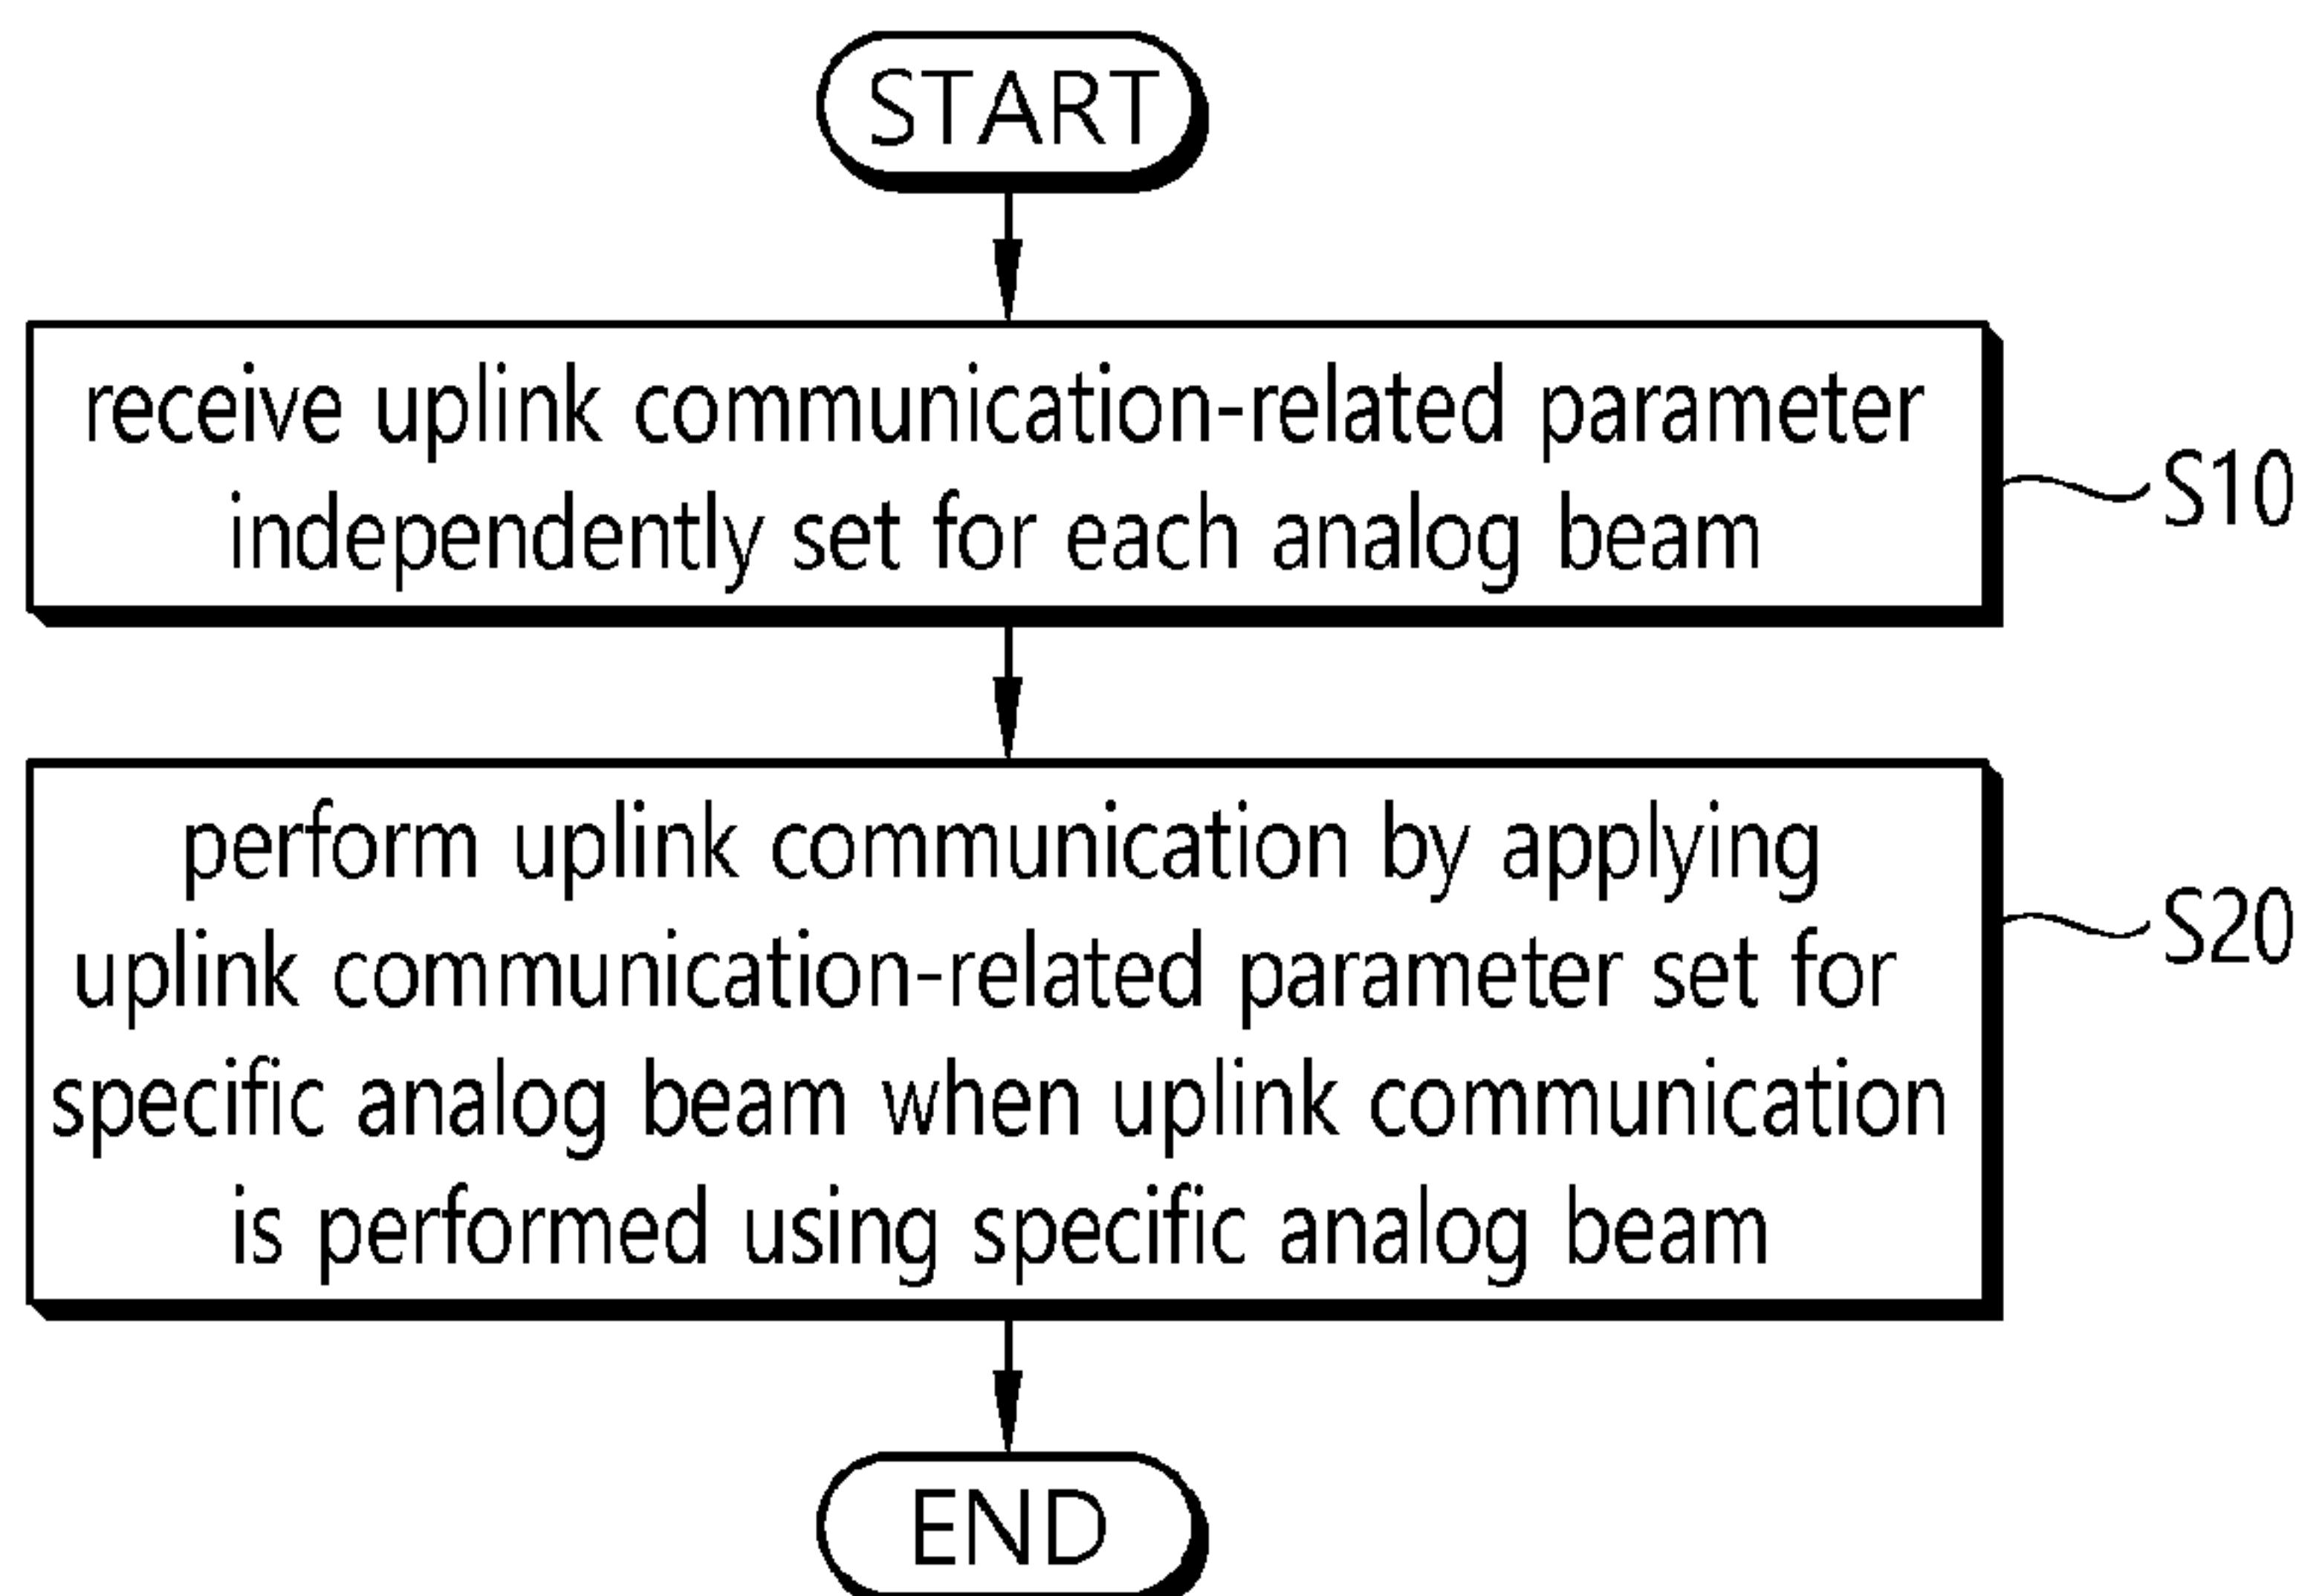 START
receive uplink communication-related parameter
independently set for each analog beam
S10
perform uplink communication by applying
uplink communication-related parameter set for
specific analog beam when uplink communication
is performed using specific analog beam
S20
END